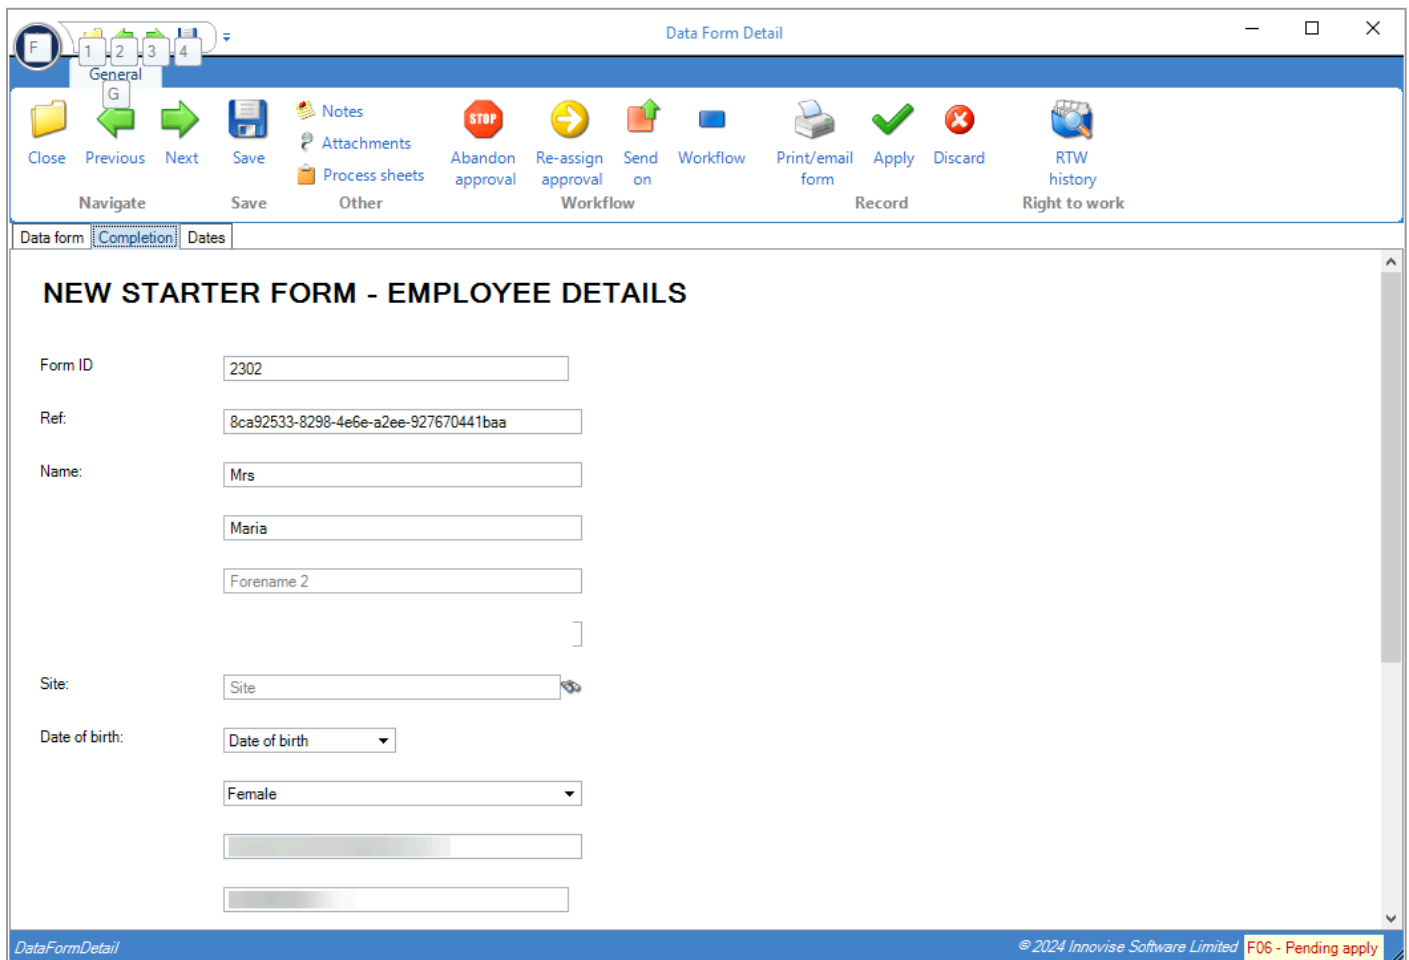 Data Form Detail
F 1 2 3 4
General
G
Close Previous Next Save Notes Attachments Process sheets Abandon approval Re-assign approval Send on Workflow Print/email form Apply Discard RTW history
STOP
Navigate Save Other Workflow Record Right to work
Data form Completion Dates
NEW STARTER FORM - EMPLOYEE DETAILS
Form ID 2302
Ref: 8ca92533-8298-4e6e-a2ee-927670441baa
Name: Mrs
Maria
Forename 2
Site: Site
Date of birth: Date of birth
Female
DataFormDetail © 2024 Innovise Software Limited F06 - Pending apply